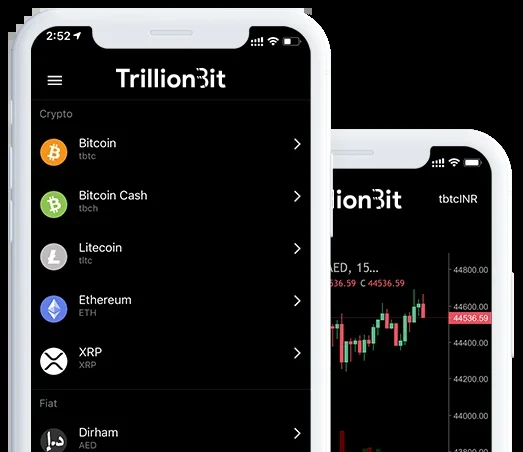 2:52
TrillionBit
Crypto
Bitcoin
tbtc
Bitcoin Cash
tbch
Litecoin
tltc
Ethereum
ETH
XRP
XRP
Fiat
Dirham
AED
د.إ
lionBit
tbtcINR
AED, 15...
536.59 C 44536.59
44800.00
44600.00
44536.59
44400.00
44200.00
44000.00
43800.00